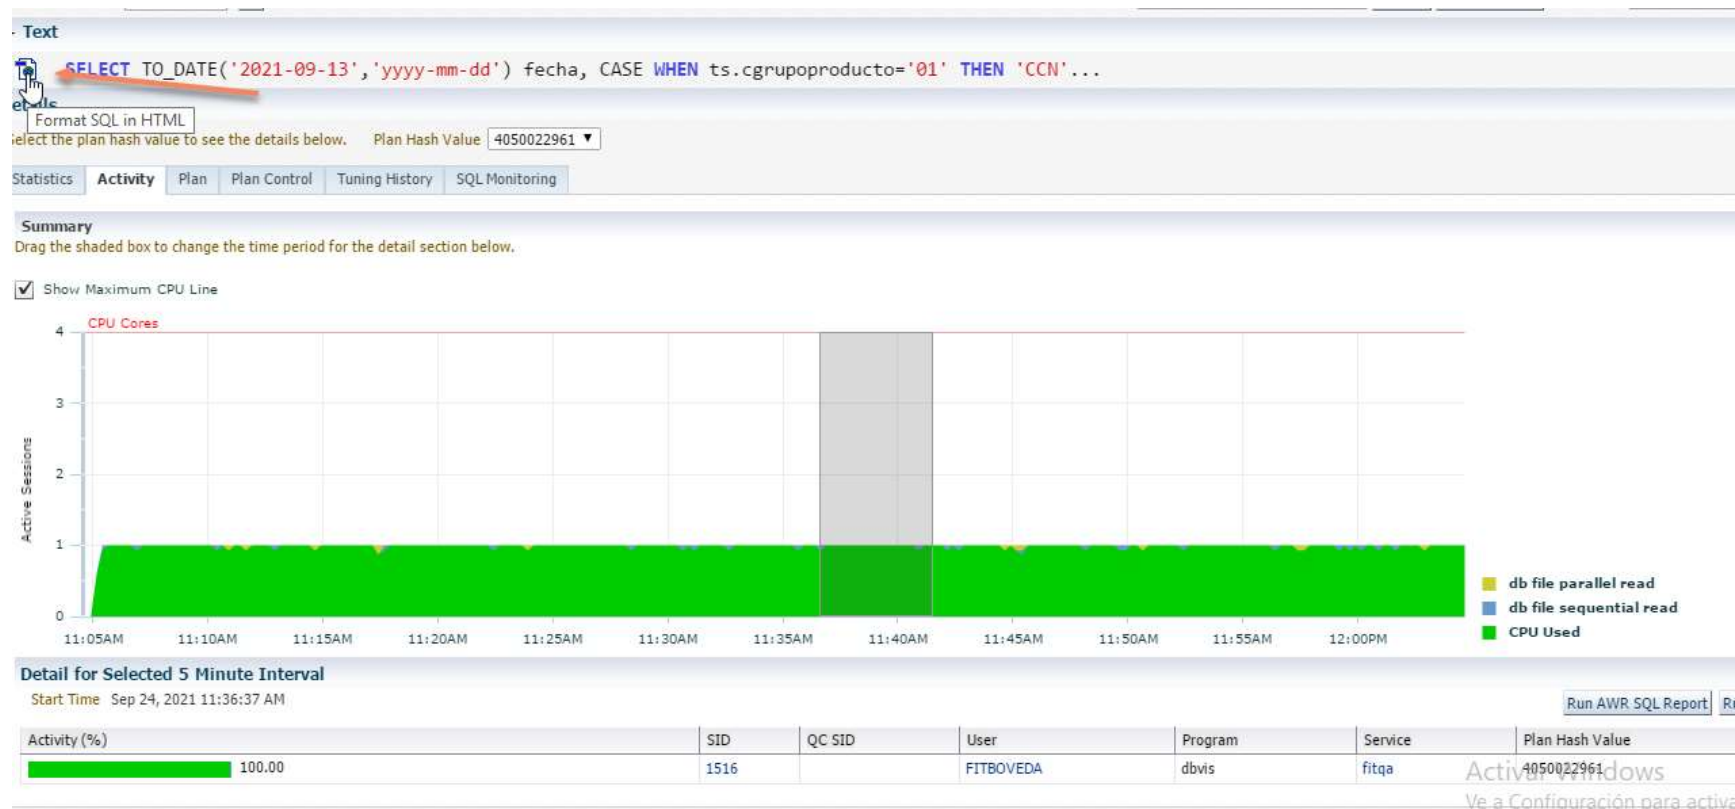 Text
SELECT TO_DATE('2021-09-13','yyyy-mm-dd') fecha, CASE WHEN ts.cgrupoproducto='01' THEN 'CCN'...
Format SQL in HTML
Select the plan hash value to see the details below. Plan Hash Value 4050022961
Statistics Activity Plan Plan Control Tuning History SQL Monitoring
Summary
Drag the shaded box to change the time period for the detail section below.
Show Maximum CPU Line
CPU Cores
4
3
2
1
0
Active Sessions
11:05AM 11:10AM 11:15AM 11:20AM 11:25AM 11:30AM 11:35AM 11:40AM 11:45AM 11:50AM 11:55AM 12:00PM
db file parallel read
db file sequential read
CPU Used
Detail for Selected 5 Minute Interval
Start Time Sep 24, 2021 11:36:37 AM
Run AWR SQL Report
Activity (%) SID QC SID User Program Service Plan Hash Value
100.00 1516 FITBOVEDA dbvis fitqa 4050022961
Activar Windows
Ve a Configuración para activa